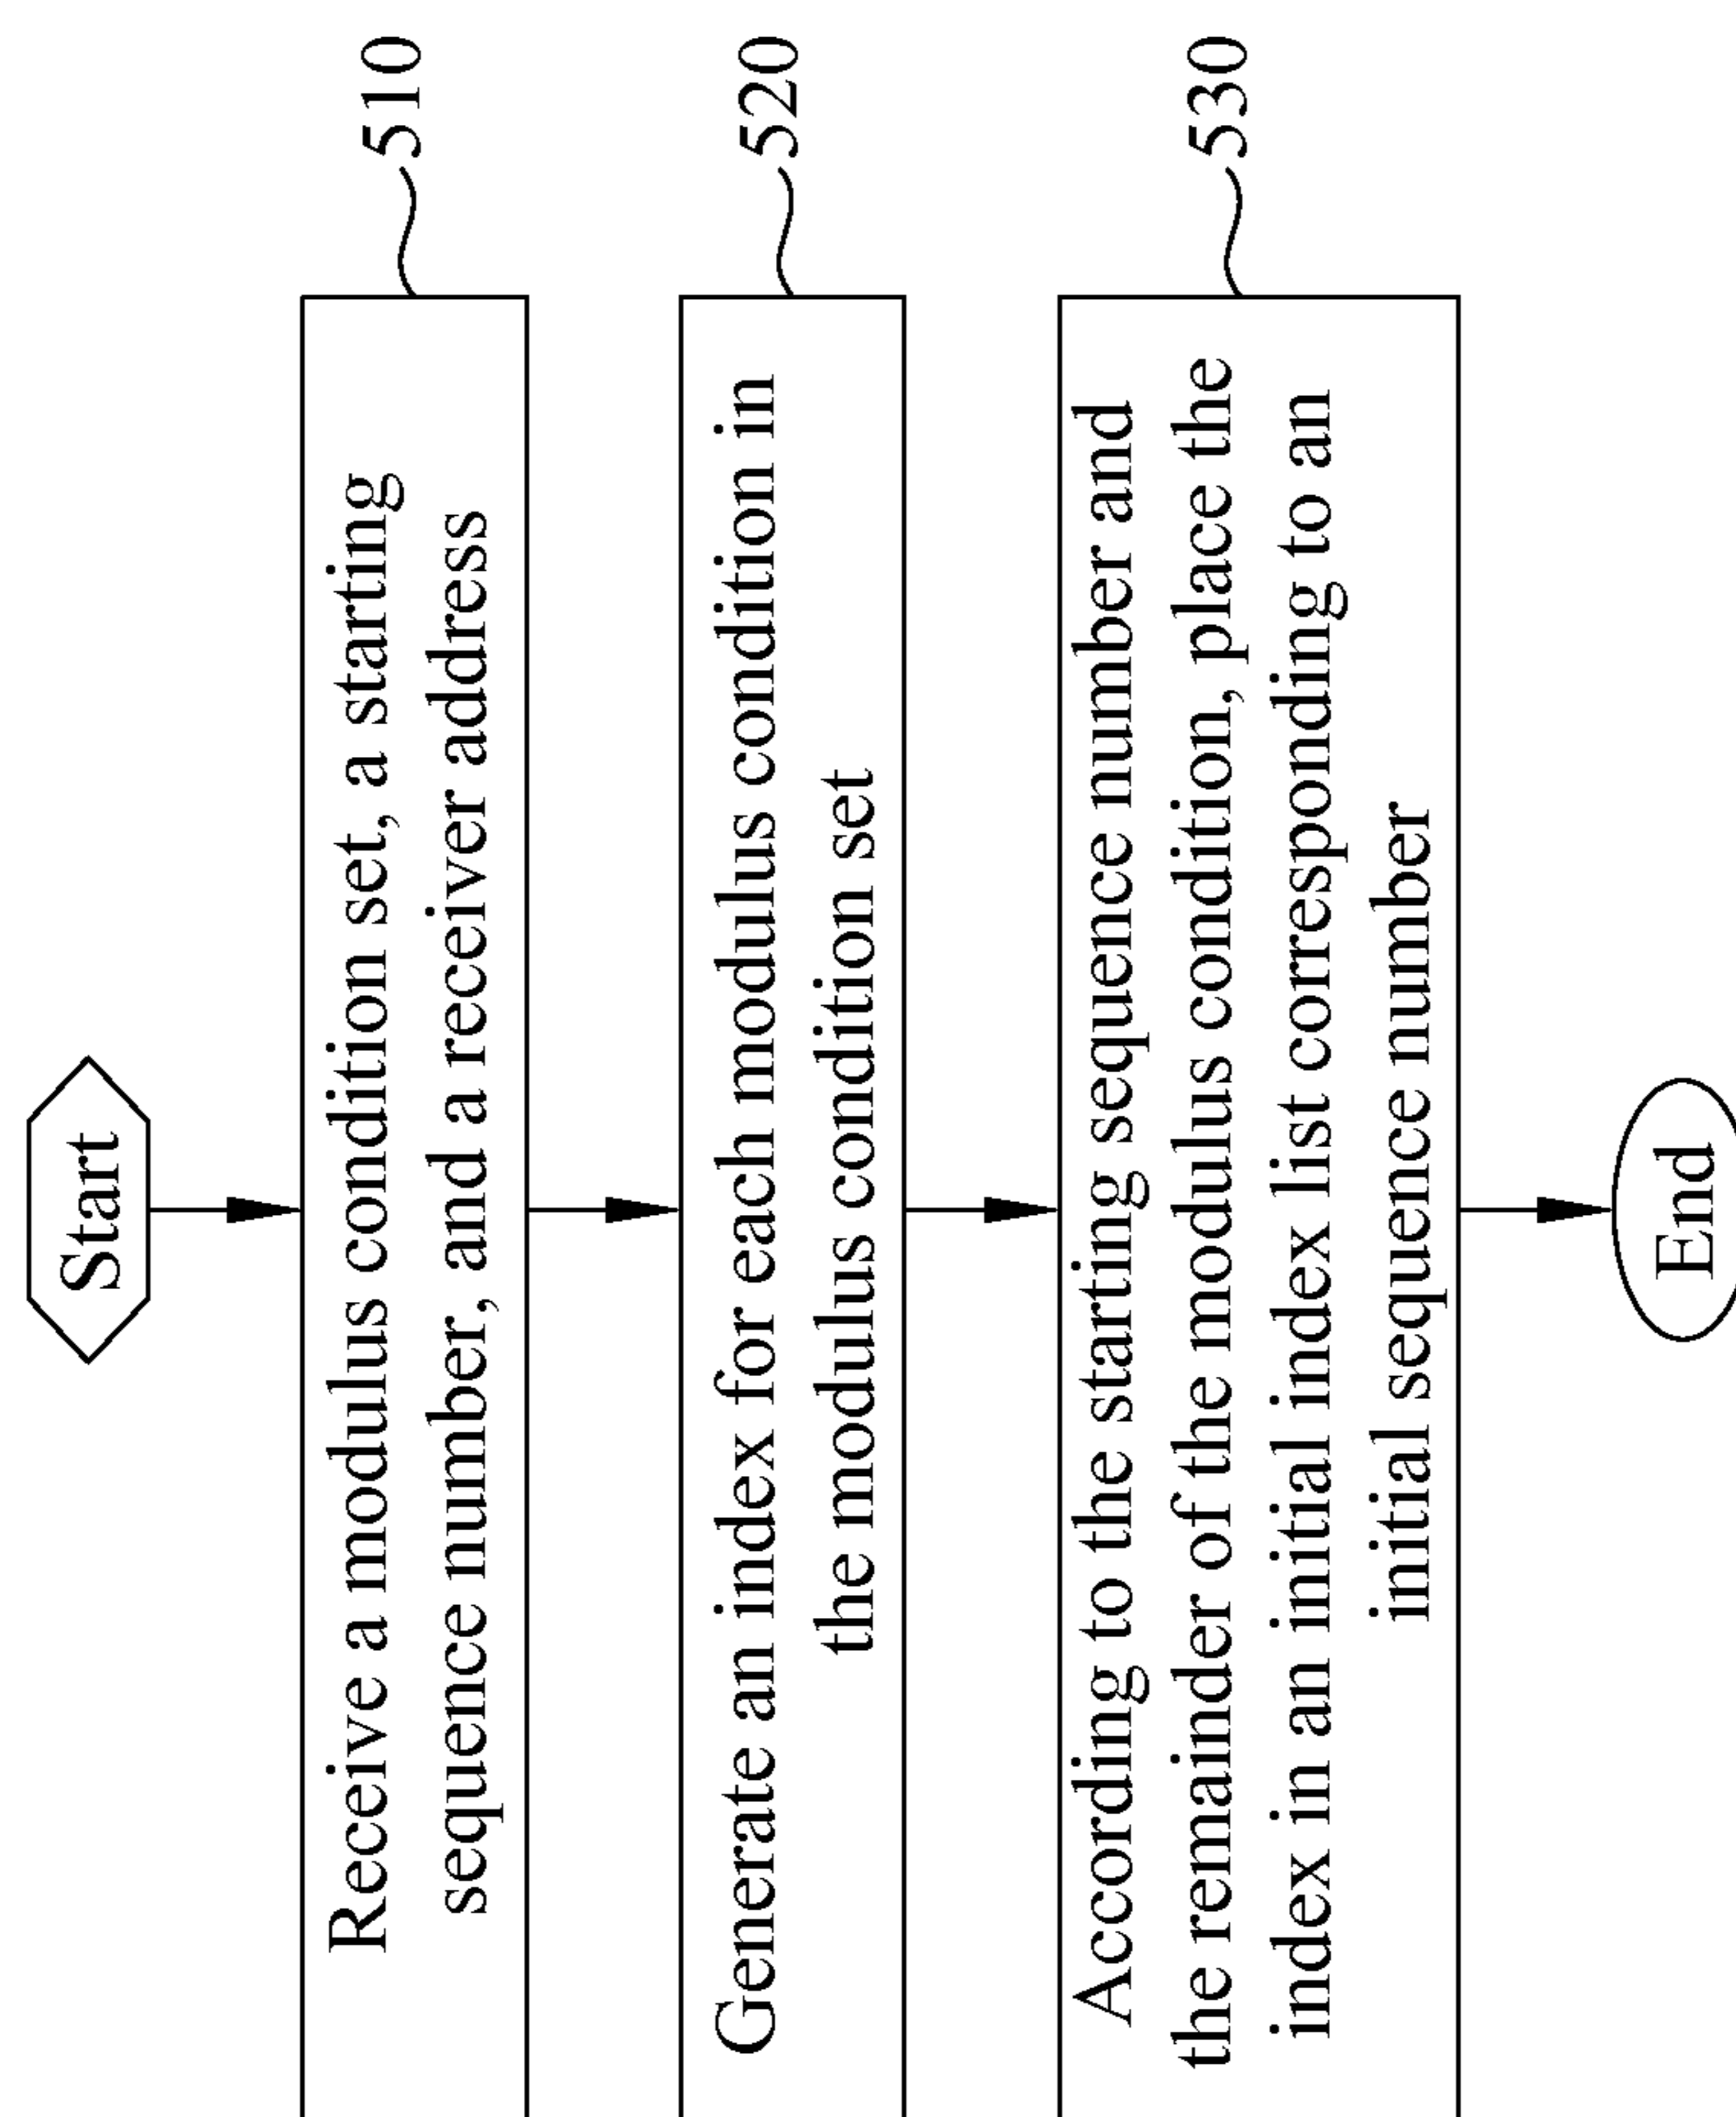 Start
Receive a modulus condition set, a starting
sequence number, and a receiver address
510
Generate an index for each modulus condition in
the modulus condition set
520
According to the starting sequence number and
the remainder of the modulus condition, place the
index in an initial index list corresponding to an
initial sequence number
530
End